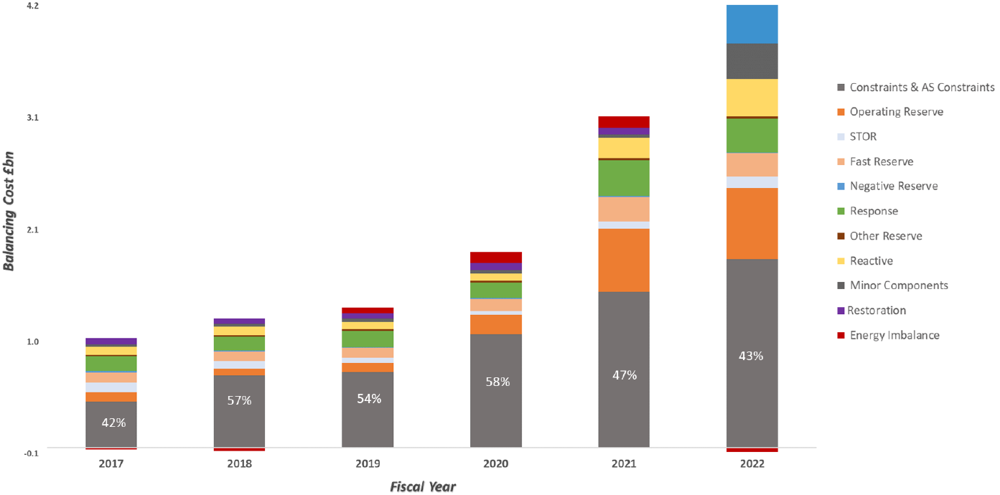 4.2
3.1
2.1
1.0
-0.1
Balancing Cost £bn
42%
57%
54%
58%
47%
43%
2017
2018
2019
2020
2021
2022
Fiscal Year
Constraints & AS Constraints
Operating Reserve
STOR
Fast Reserve
Negative Reserve
Response
Other Reserve
Reactive
Minor Components
Restoration
Energy Imbalance